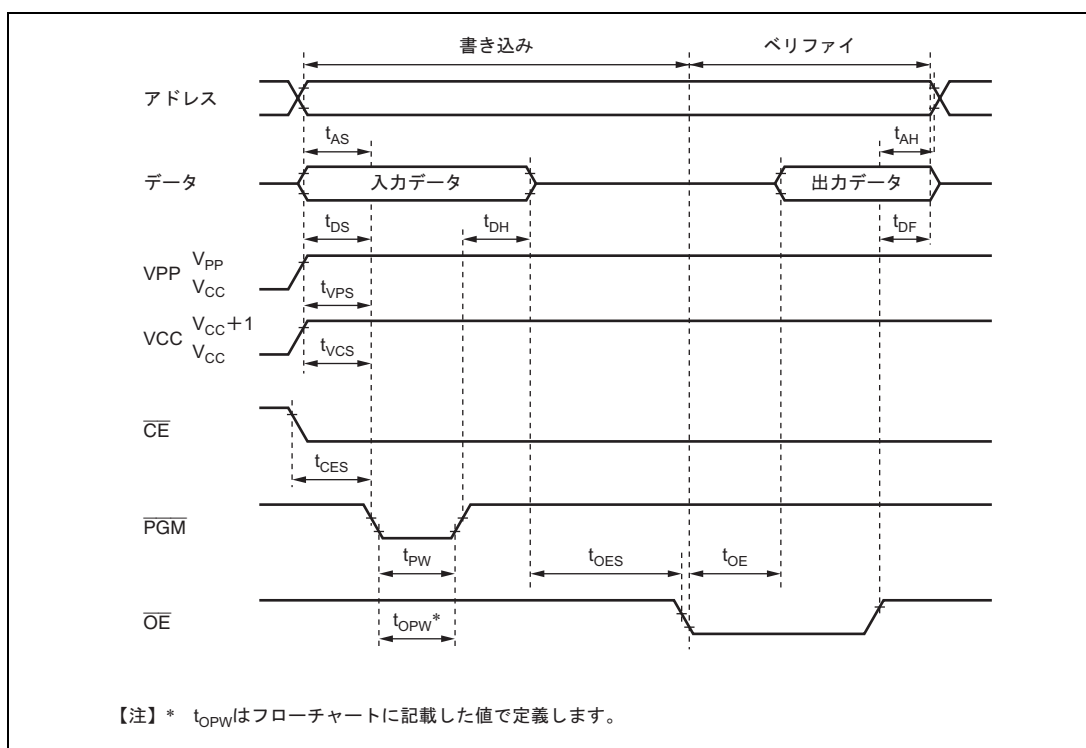 書き込み ベリファイ
アドレス
tAS tAH
データ 入力データ 出力データ
tDS tDH tDF
VPP VPP
VCC
tVPS
VCC VCC+1
VCC
tVCS
CE
tCES
PGM
tPW tOES tOE
OE
tOPW*
【注】* tOPWはフローチャートに記載した値で定義します。